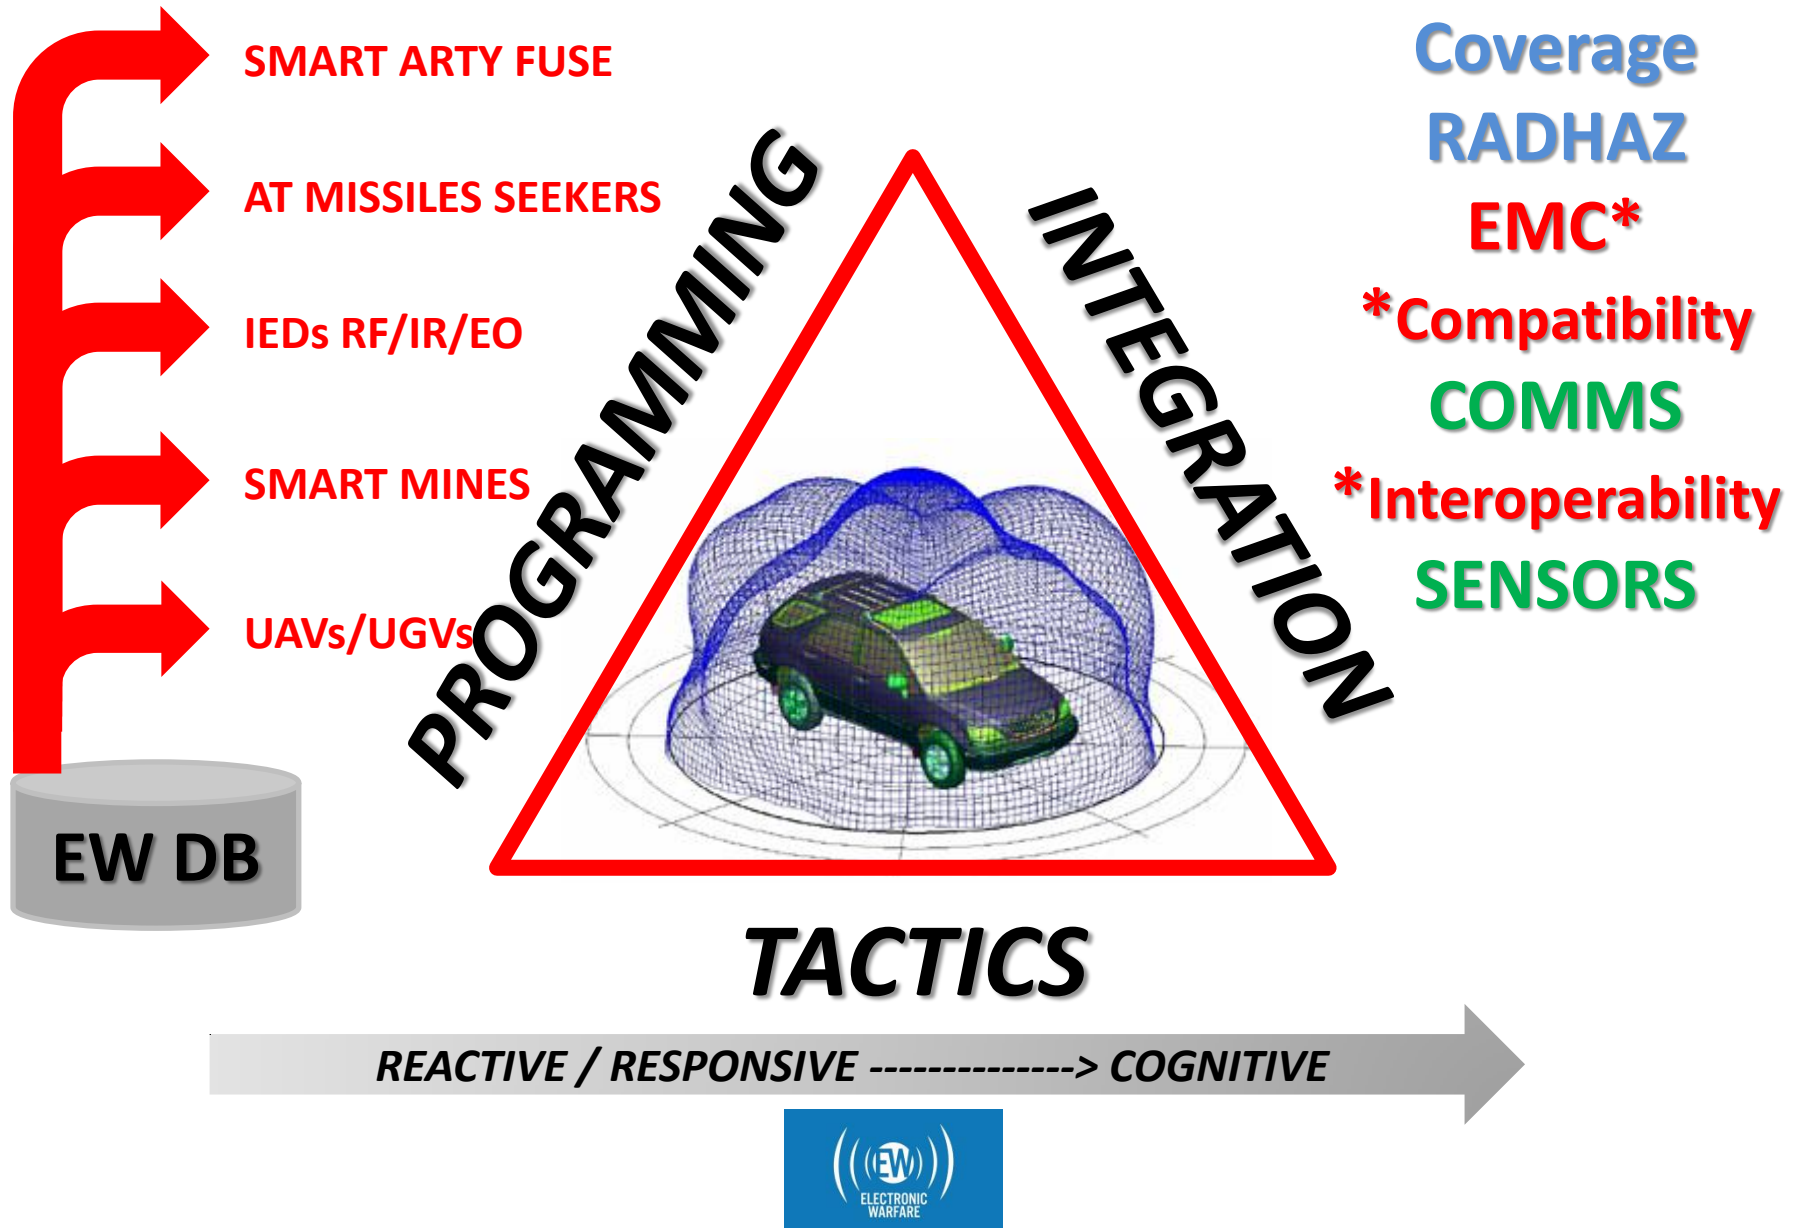 SMART ARTY FUSE
AT MISSILES SEEKERS
IEDs RF/IR/EO
SMART MINES
UAVs/UGVs
EW DB
PROGRAMMING
INTEGRATION
Coverage
RADHAZ
EMC*
*Compatibility
COMMS
*Interoperability
SENSORS
TACTICS
REACTIVE / RESPONSIVE --------------> COGNITIVE
EW
ELECTRONIC
WARFARE